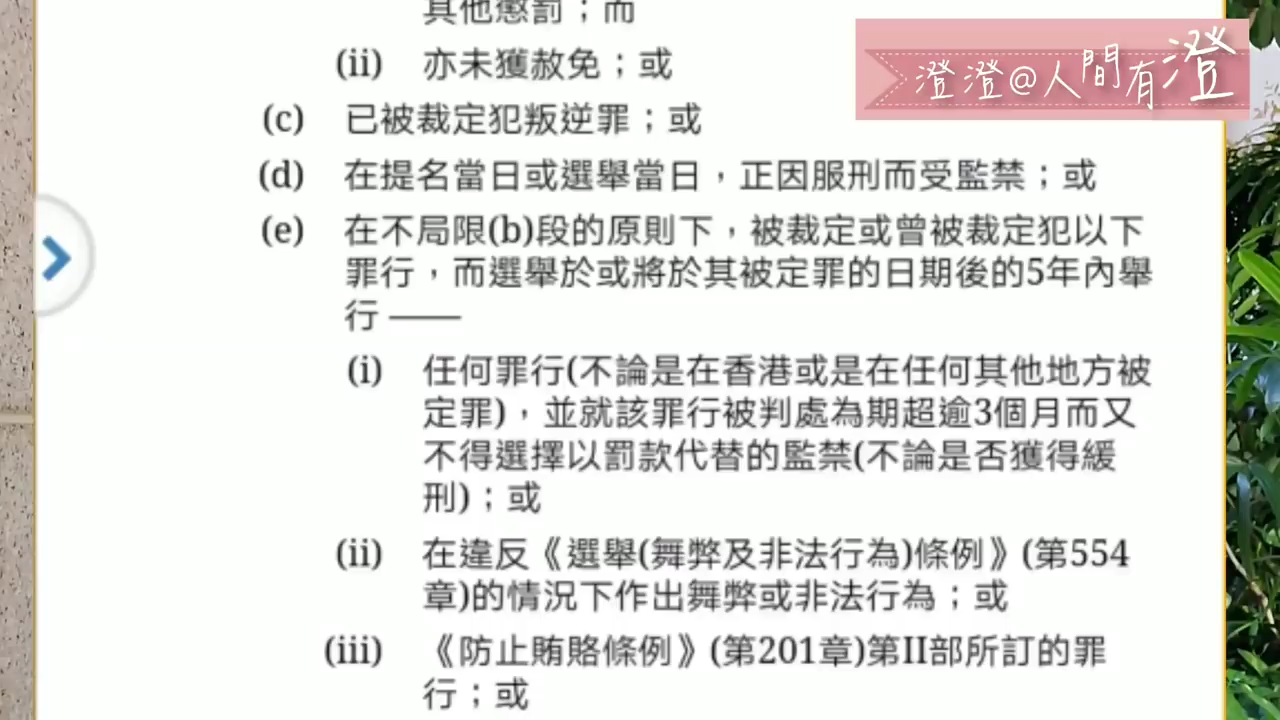 其他懲罰；而
(ii) 亦未獲赦免；或
(c) 已被裁定犯叛逆罪；或
(d) 在提名當日或選舉當日，正因服刑而受監禁；或
(e) 在不局限(b)段的原則下，被裁定或曾被裁定犯以下
罪行，而選舉於或將於其被定罪的日期後的5年內舉
行 ——
(i) 任何罪行(不論是在香港或是在任何其他地方被
定罪)，並就該罪行被判處為期超逾3個月而又
不得選擇以罰款代替的監禁(不論是否獲得緩
刑)；或
(ii) 在違反《選舉(舞弊及非法行為)條例》(第554
章)的情況下作出舞弊或非法行為；或
(iii) 《防止賄賂條例》(第201章)第II部所訂的罪
行；或
澄澄@人間有澄